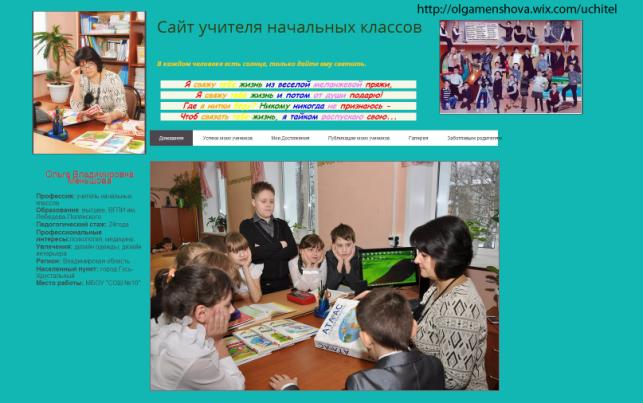 http://olgamenshova.wix.com/uchitel
Сайт учителя начальных классов
В каждом человеке есть солнце, только дайте ему светить.
Я свяжу тебе жизнь из веселой меланжевой пряжи,
Я свяжу тебе жизнь и потом от души подарю!
Где я нитки беру? Никому никогда не признаюсь –
Чтоб связать тебе жизнь, я тайком распускаю свою...
Домашняя Успехи моих учеников Мои Достижения Публикации моих учеников Галерея Заботливым родителям
Ольга Владимировна
Меньшова
Профессия: учитель начальных
классов
Образование: высшее, ВГПИ им.
Лебедева-Полянского
Педагогический стаж: 24года
Профессиональные
интересы:психология, медицина.
Увлечения: дизайн одежды, дизайн
интерьера
Регион: Владимирская область
Населенный пункт: город Гусь-
Хрустальный
Место работы: МБОУ "СОШ №10"
АТЛАС